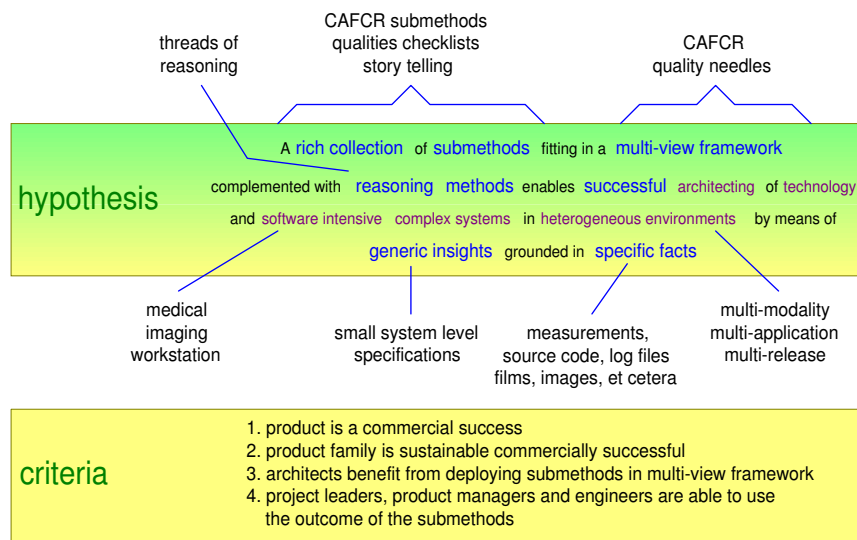 CAFCR submethods
qualities checklists
story telling
threads of
reasoning
CAFCR
quality needles
hypothesis
A rich collection of submethods fitting in a multi-view framework
complemented with reasoning methods enables successful architecting of technology
and software intensive complex systems in heterogeneous environments by means of
generic insights grounded in specific facts
medical
imaging
workstation
small system level
specifications
measurements,
source code, log files
films, images, et cetera
multi-modality
multi-application
multi-release
criteria
1. product is a commercial success
2. product family is sustainable commercially successful
3. architects benefit from deploying submethods in multi-view framework
4. project leaders, product managers and engineers are able to use
the outcome of the submethods